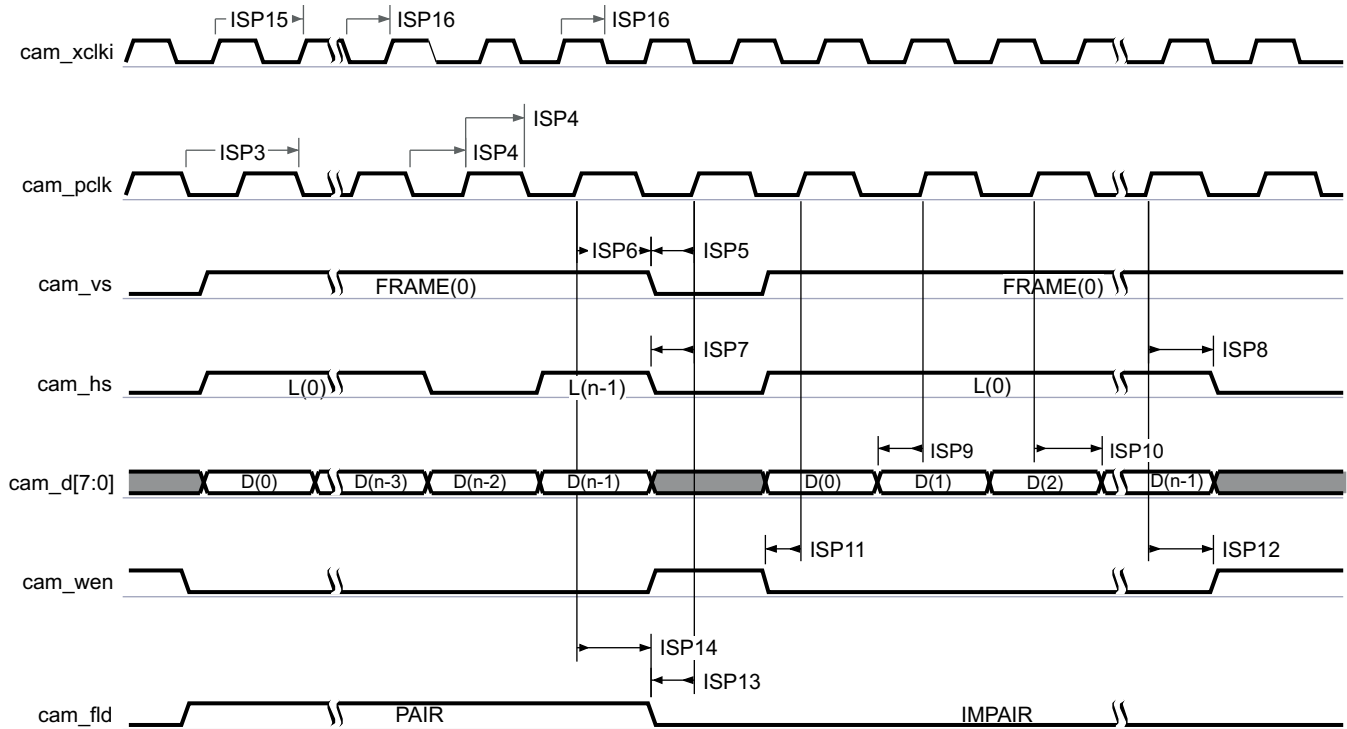 ISP15
ISP16
ISP16
cam_xclki
ISP4
ISP3
ISP4
cam_pclk
ISP6
ISP5
cam_vs
FRAME(0)
FRAME(0)
ISP7
ISP8
cam_hs
L(0)
L(n-1)
L(0)
ISP9
ISP10
cam_d[7:0]
D(0)
D(n-3)
D(n-2)
D(n-1)
D(0)
D(1)
D(2)
D(n-1)
ISP11
ISP12
cam_wen
ISP14
ISP13
cam_fld
PAIR
IMPAIR